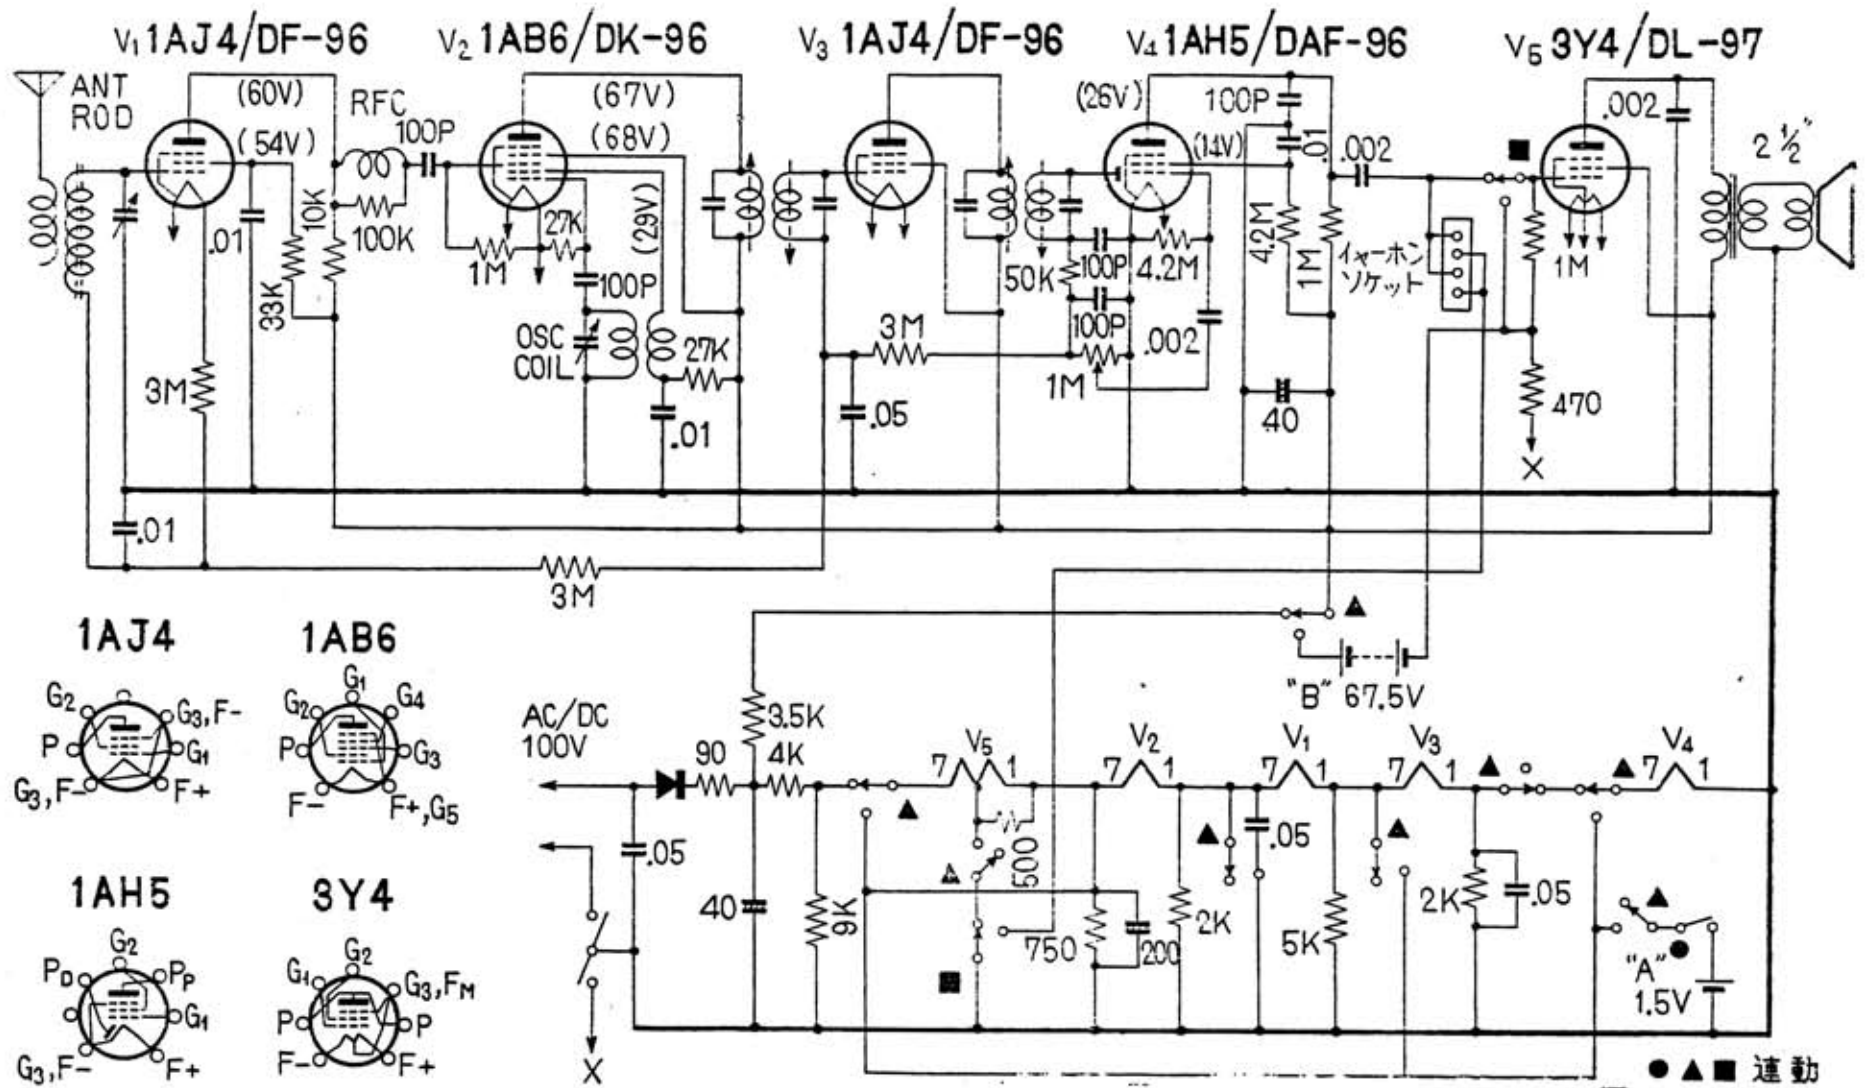 V₁ 1AJ4/DF-96
V₂ 1AB6/DK-96
V₃ 1AJ4/DF-96
V₄ 1AH5/DAF-96
V₅ 3Y4/DL-97
ANT
ROD
(60V)
(54V)
RFC
100P
(67V)
(68V)
(26V)
100P
(14V)
.01
.002
.002
2 ½"
.01
10K
100K
33K
3M
1M
27K
(29V)
100P
OSC
COIL
27K
.01
3M
.05
50K
100P
100P
4.2M
1M
.002
4.2M
1M
40
イャーホン
ソケット
1M
470
X
.01
3M
"B" 67.5V
1AJ4
G₂
G₃,F-
P
G₁
G₃,F-
F+
1AB6
G₁
G₂
G₄
P
G₃
F-
F+,G₅
1AH5
G₂
P_D
P_P
G₁
G₃,F-
F+
3Y4
G₂
G₁
G₃,F_M
P
P
F-
F+
AC/DC
100V
.05
X
90
3.5K
4K
40
9K
7 V₅ 1
500
750
200
7 V₂ 1
2K
.05
7 V₁ 1
5K
7 V₃ 1
2K
.05
7 V₄ 1
"A"
1.5V
● ▲ ■ 連動